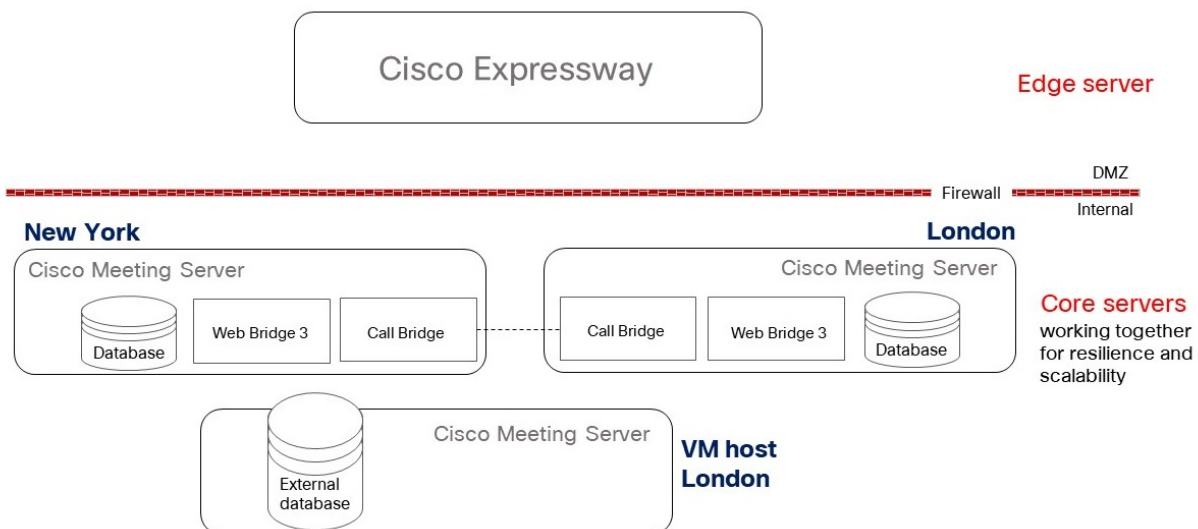 Cisco Expressway
Edge server
DMZ
Firewall
Internal
New York
London
Cisco Meeting Server
Cisco Meeting Server
Database
Web Bridge 3
Call Bridge
Call Bridge
Web Bridge 3
Database
Core servers
working together
for resilience and
scalability
Cisco Meeting Server
External
database
VM host
London